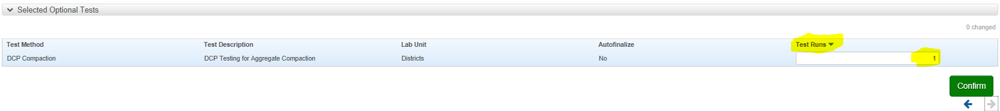 Selected Optional Tests
0 changed
Test Method Test Description Lab Unit Autofinalize Test Runs
DCP Compaction DCP Testing for Aggregate Compaction Districts No 1
Confirm